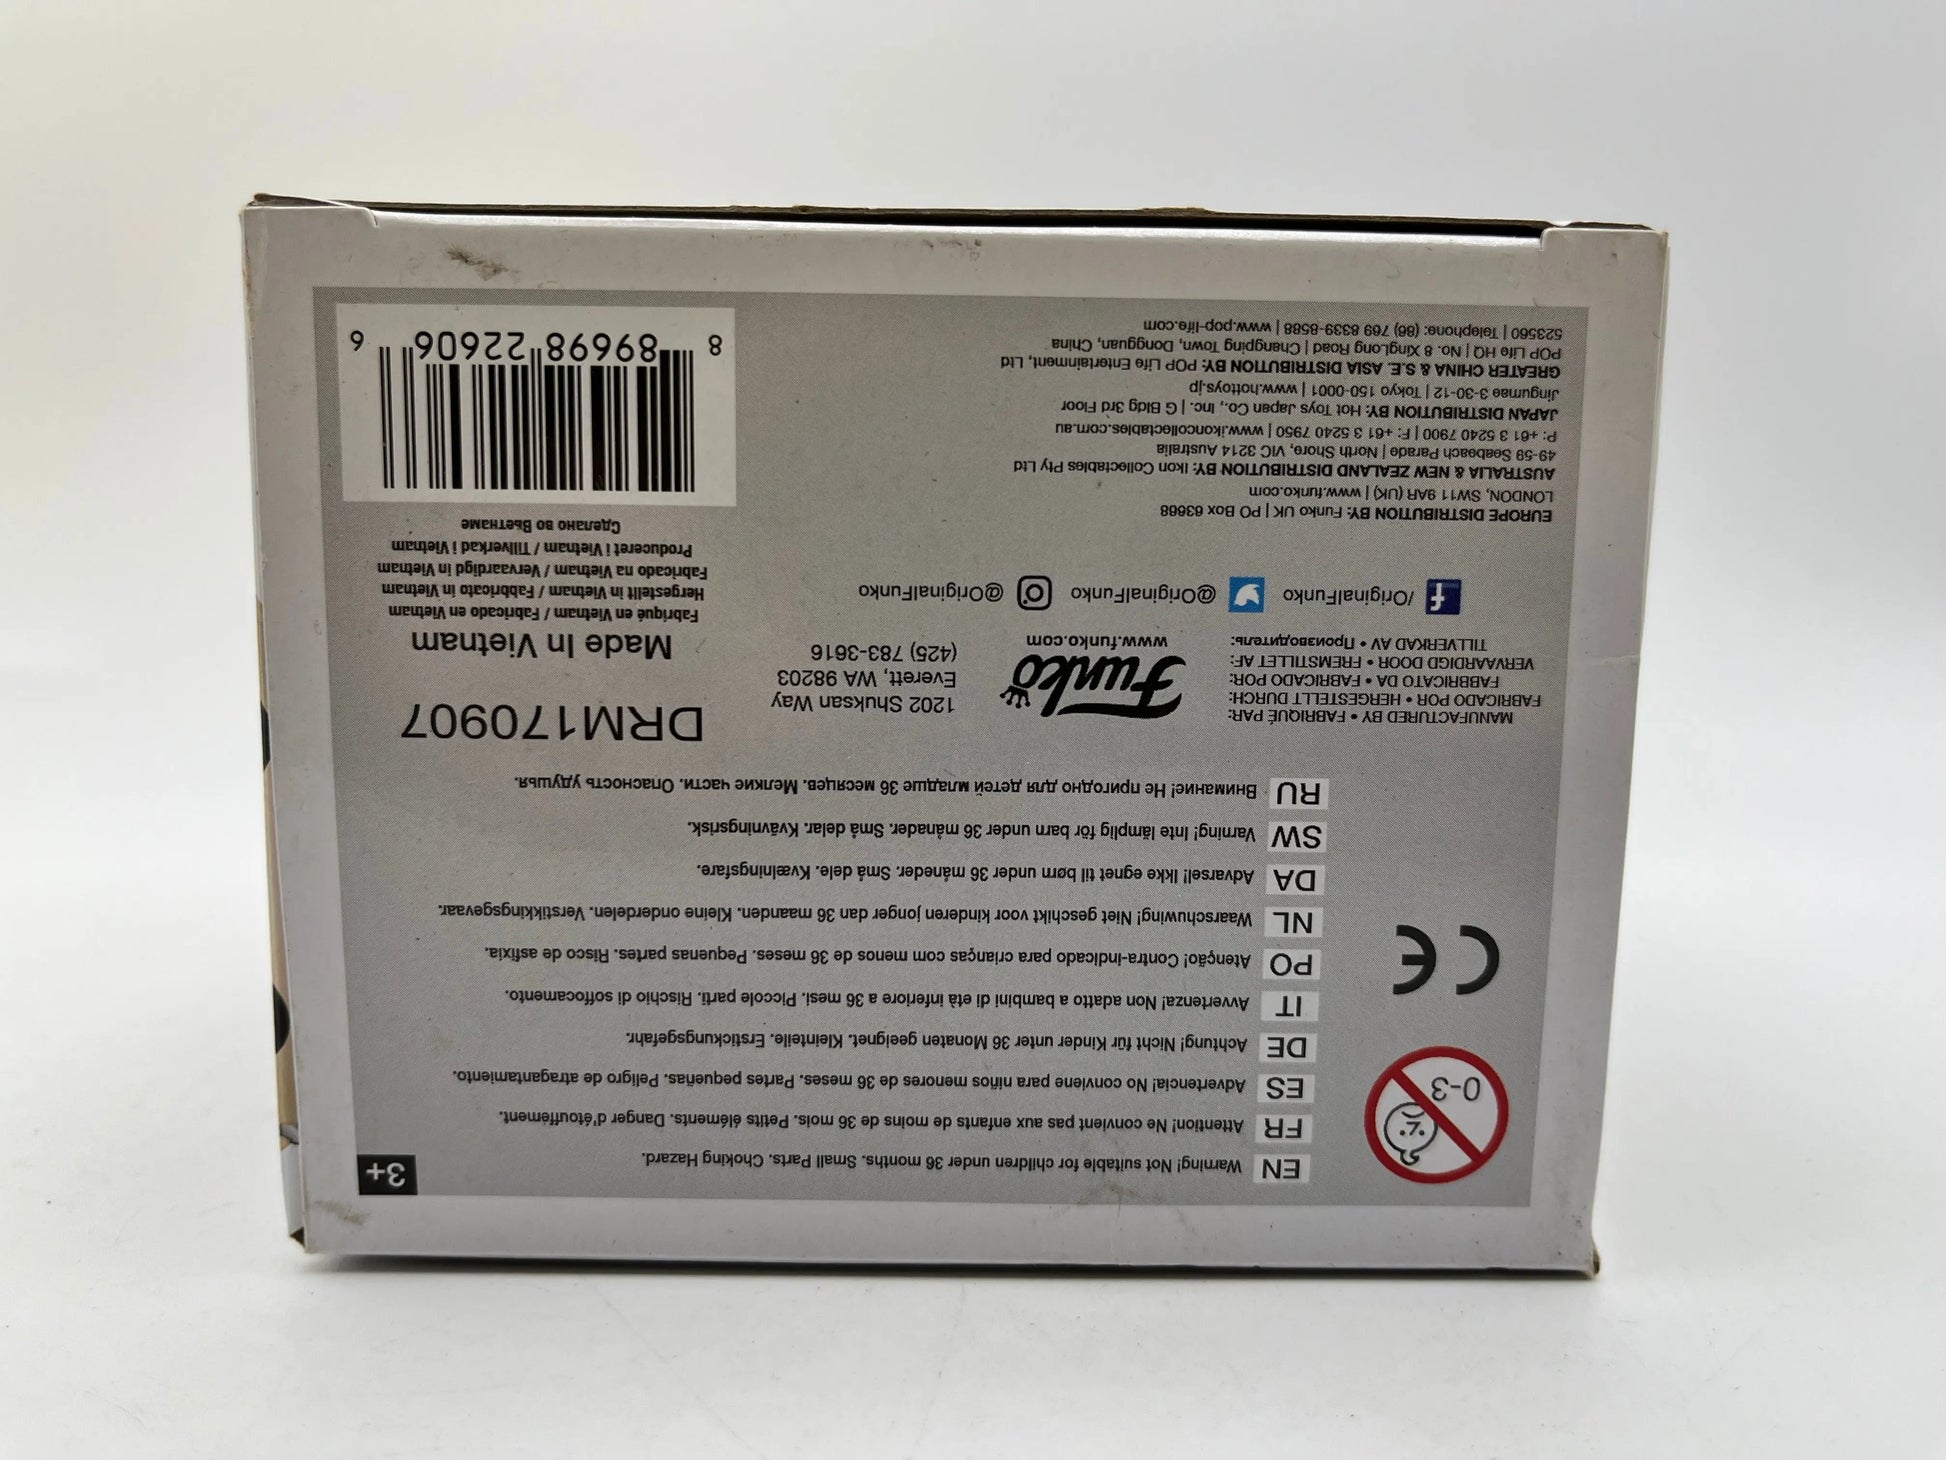 3+
EN Warning! Not suitable for children under 36 months. Small Parts. Choking Hazard.
FR Attention! Ne convient pas aux enfants de moins de 36 mois. Petits éléments. Danger d'étouffément.
ES Advertencia! No conviene para niños menores de 36 meses. Partes pequeñas. Peligro de atragantamiento.
DE Achtung! Nicht für Kinder unter 36 Monaten geeignet. Kleinteile. Erstickungsgefahr.
IT Avvertenza! Non adatto a bambini di età inferiore a 36 mesi. Piccole parti. Rischio di soffocamento.
PO Atenção! Contra-indicado para crianças com menos de 36 meses. Pequenas partes. Risco de asfixia.
NL Waarschuwing! Niet geschikt voor kinderen jonger dan 36 maanden. Kleine onderdelen. Verstikkingsgevaar.
DA Advarsel! Ikke egnet til børn under 36 måneder. Små dele. Kvælningsfare.
SW Varning! Inte lämplig för barn under 36 månader. Små delar. Kvävningsrisk.
RU Внимание! Не пригодно для детей младше 36 месяцев. Мелкие части. Опасность удушья.
0-3
CE
MANUFACTURED BY • FABRIQUÉ PAR:
FABRICADO POR • HERGESTELLT DURCH:
FABBRICATO DA • FABRICADO POR:
VERVAARDIGD DOOR • FREMSTILLET AF:
TILLVERKAD AV • Производитель:
Funko
www.funko.com
1202 Shuksan Way
Everett, WA 98203
(425) 783-3616
DRM170907
Made In Vietnam
Fabriqué en Vietnam / Fabricado en Vietnam
Hergestellt in Vietnam / Fabbricato in Vietnam
Fabricado na Vietnam / Vervaardigd in Vietnam
Produceret i Vietnam / Tillverkad i Vietnam
Сделано во Вьетнаме
/OriginalFunko @OriginalFunko @OriginalFunko
EUROPE DISTRIBUTION BY: Funko UK | PO Box 63668
LONDON, SW11 9AR (UK) | www.funko.com
AUSTRALIA & NEW ZEALAND DISTRIBUTION BY: Ikon Collectables Pty Ltd
49-59 Seabeach Parade | North Shore, VIC 3214 Australia
P: +61 3 5240 7900 | F: +61 3 5240 7950 | www.ikoncollectables.com.au
JAPAN DISTRIBUTION BY: Hot Toys Japan Co., Inc. | G Bldg 3rd Floor
Jingumae 3-30-12 | Tokyo 150-0001 | www.hottoys.jp
GREATER CHINA & S.E. ASIA DISTRIBUTION BY: POP Life Entertainment, Ltd
POP Life HQ | No. 8 XingLong Road | Changping Town, Dongguan, China
523560 | Telephone: (86) 769 8339-8588 | www.pop-life.com
8 89698 22606 6